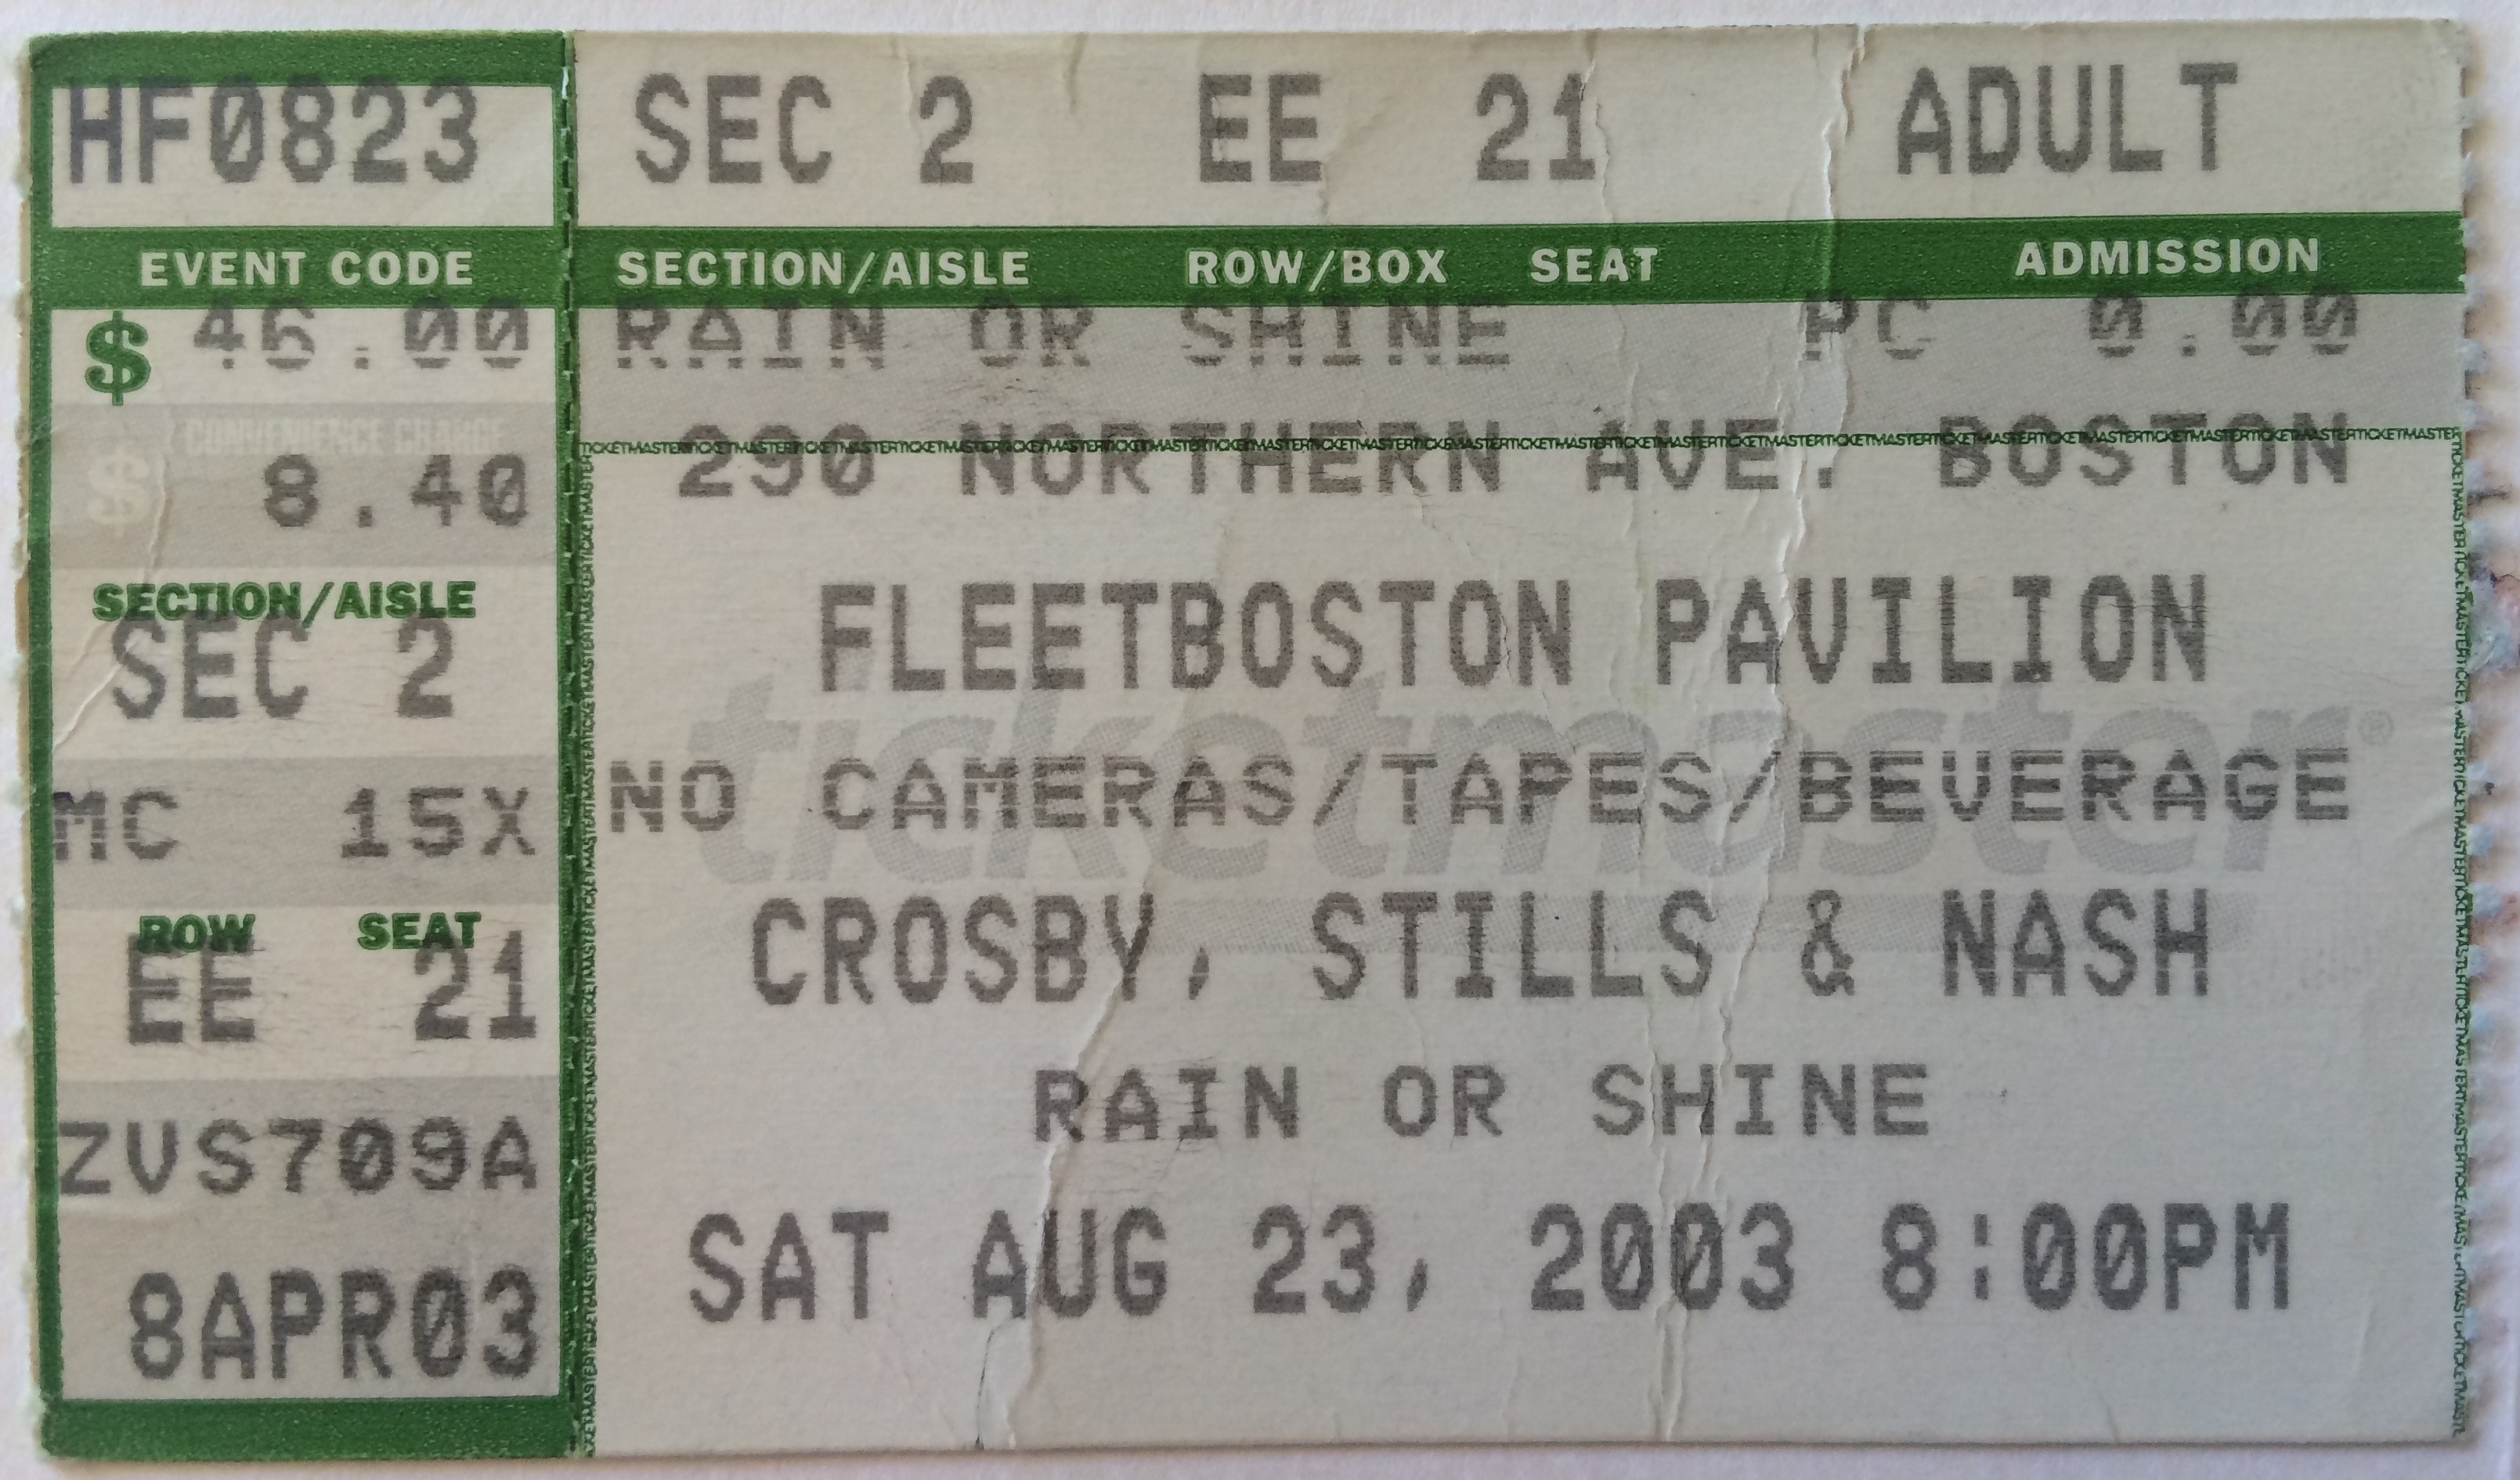 HF0823
EVENT CODE
$ 46.00
CONVENIENCE CHARGE
$ 8.40
SECTION/AISLE
SEC 2
MC 15X
ROW SEAT
EE 21
ZVS709A
8APR03
SEC 2 EE 21 ADULT
SECTION/AISLE ROW/BOX SEAT ADMISSION
RAIN OR SHINE PC 0.00
TICKETMASTERTICKETMASTERTICKETMASTERTICKETMASTER
290 NORTHERN AVE. BOSTON
FLEETBOSTON PAVILION
ticketmaster®
NO CAMERAS/TAPES/BEVERAGE
CROSBY, STILLS & NASH
RAIN OR SHINE
SAT AUG 23, 2003 8:00PM